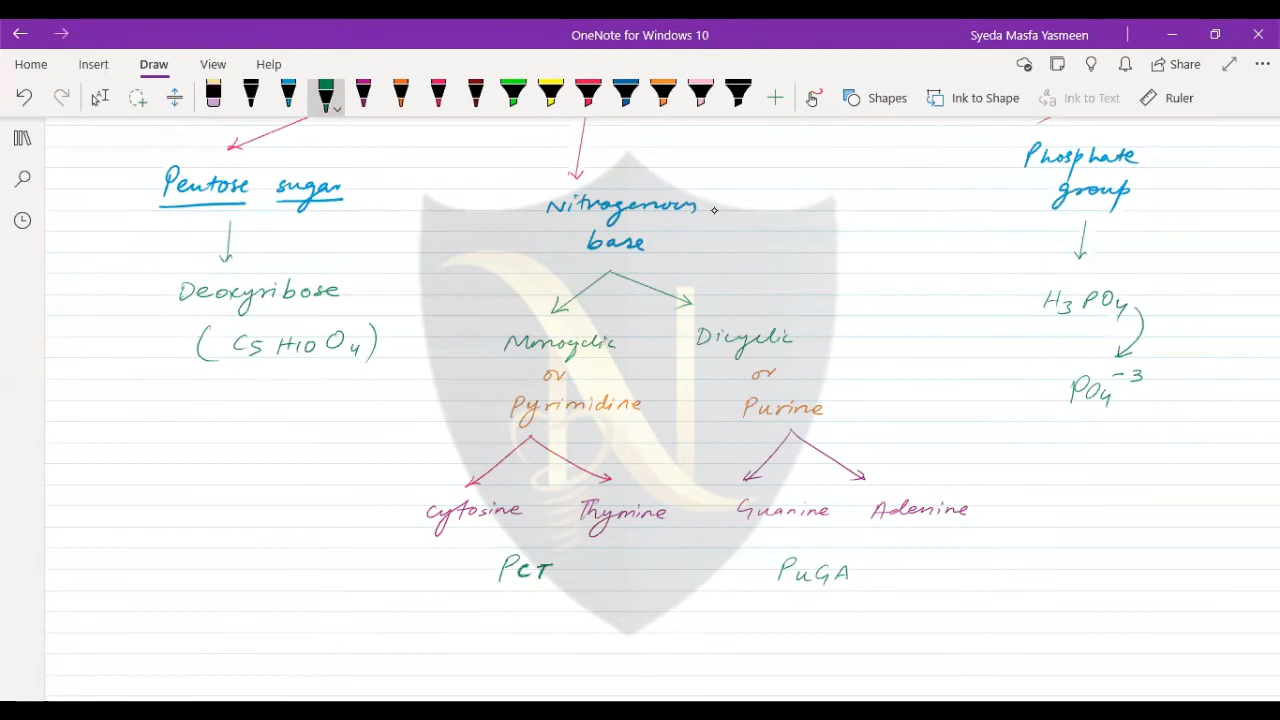 OneNote for Windows 10
Syeda Masfa Yasmeen
Home Insert Draw View Help
Share
Shapes Ink to Shape Ink to Text Ruler
Pentose sugar
Deoxyribose
(C5 H10 O4)
Nitrogenous
base
Monocyclic
or
Pyrimidine
Dicyclic
or
Purine
Cytosine Thymine Guanine Adenine
PCT
PuGA
Phosphate
group
H3 PO4
PO4 -3
N